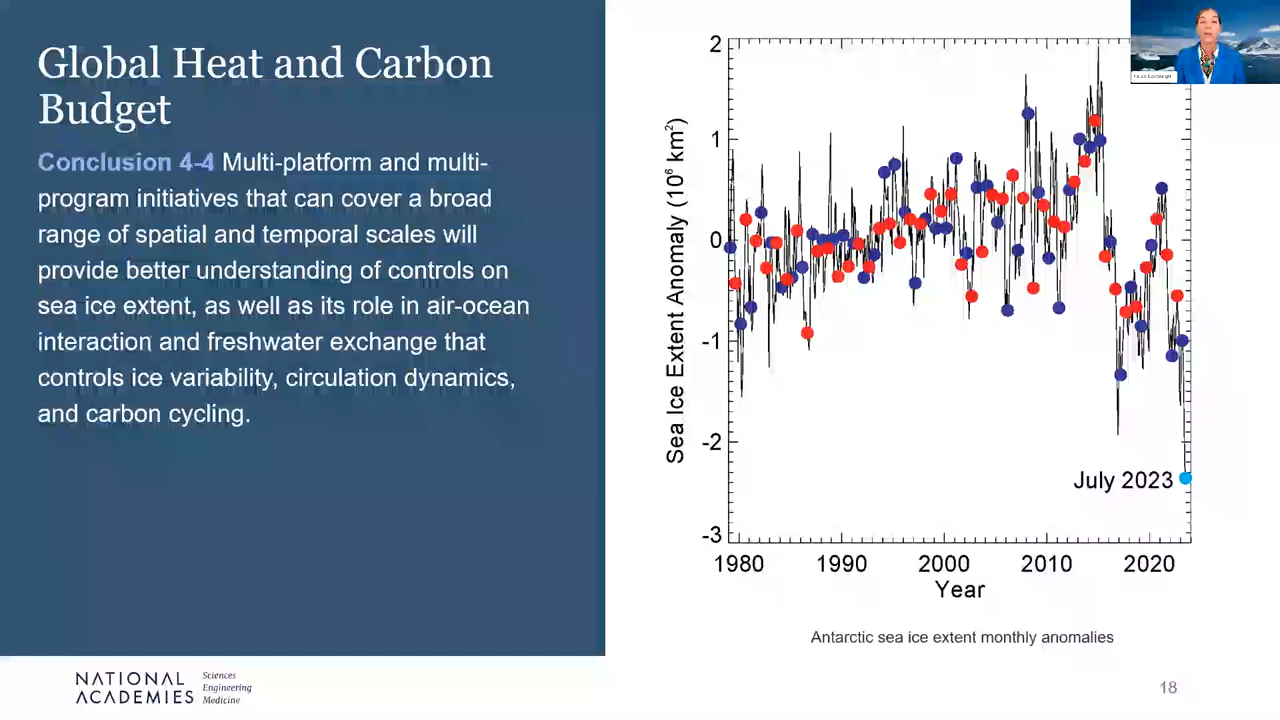 Global Heat and Carbon
Budget
Conclusion 4-4 Multi-platform and multi-
program initiatives that can cover a broad
range of spatial and temporal scales will
provide better understanding of controls on
sea ice extent, as well as its role in air-ocean
interaction and freshwater exchange that
controls ice variability, circulation dynamics,
and carbon cycling.
Sea Ice Extent Anomaly (10⁶ km²)
2
1
0
-1
-2
-3
July 2023
1980 1990 2000 2010 2020
Year
Antarctic sea ice extent monthly anomalies
NATIONAL ACADEMIES
Sciences
Engineering
Medicine
18